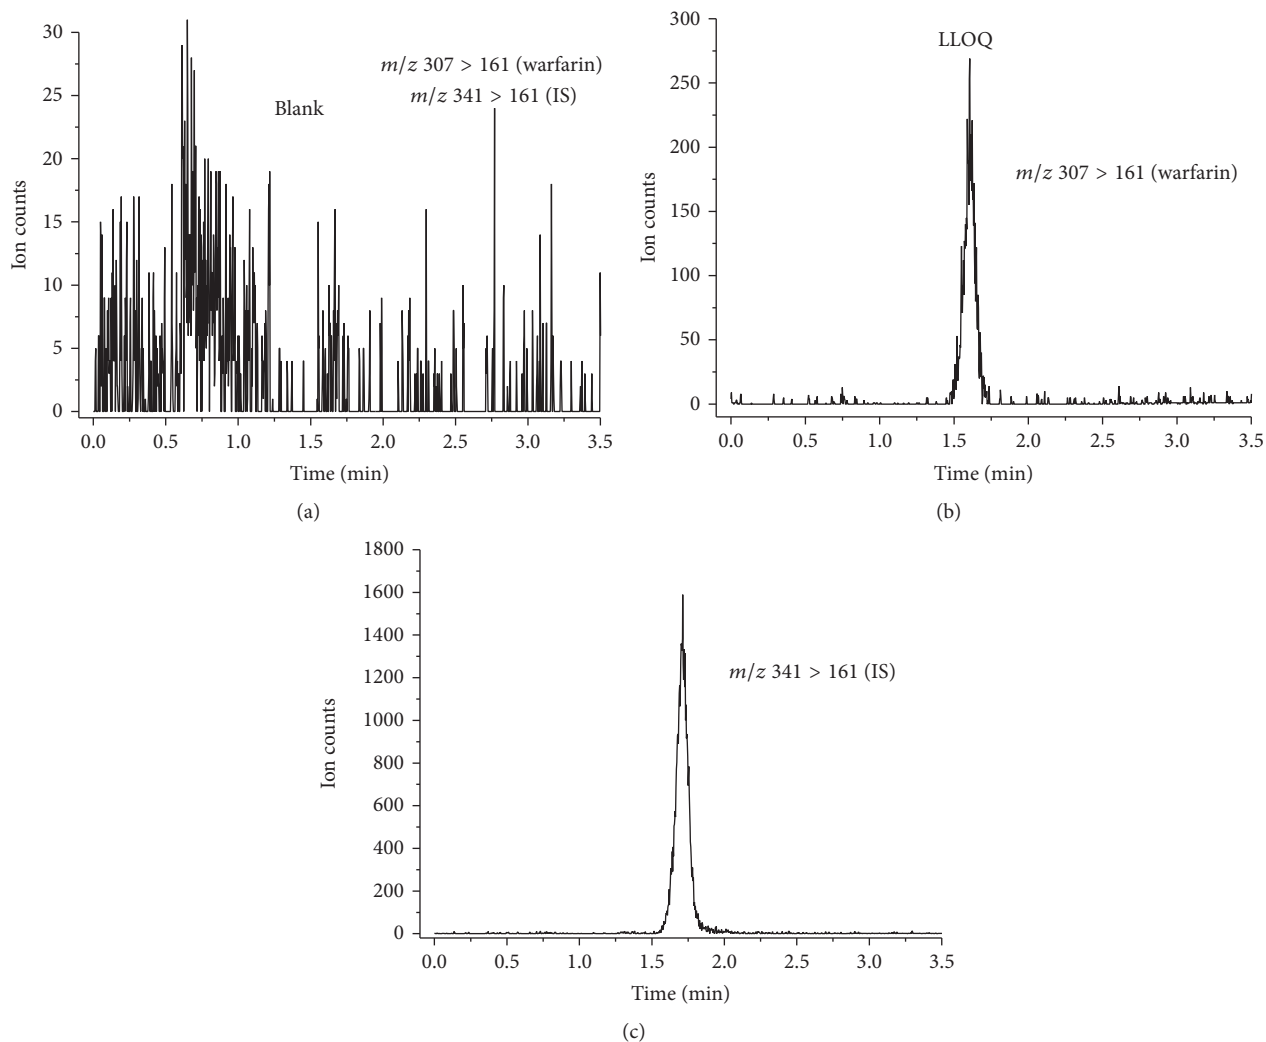 30
25
20
15
10
5
0
Ion counts
Blank
m/z 307 > 161 (warfarin)
m/z 341 > 161 (IS)
0.0 0.5 1.0 1.5 2.0 2.5 3.0 3.5
Time (min)
(a)
300
250
200
150
100
50
0
Ion counts
LLOQ
m/z 307 > 161 (warfarin)
0.0 0.5 1.0 1.5 2.0 2.5 3.0 3.5
Time (min)
(b)
1800
1600
1400
1200
1000
800
600
400
200
0
Ion counts
m/z 341 > 161 (IS)
0.0 0.5 1.0 1.5 2.0 2.5 3.0 3.5
Time (min)
(c)